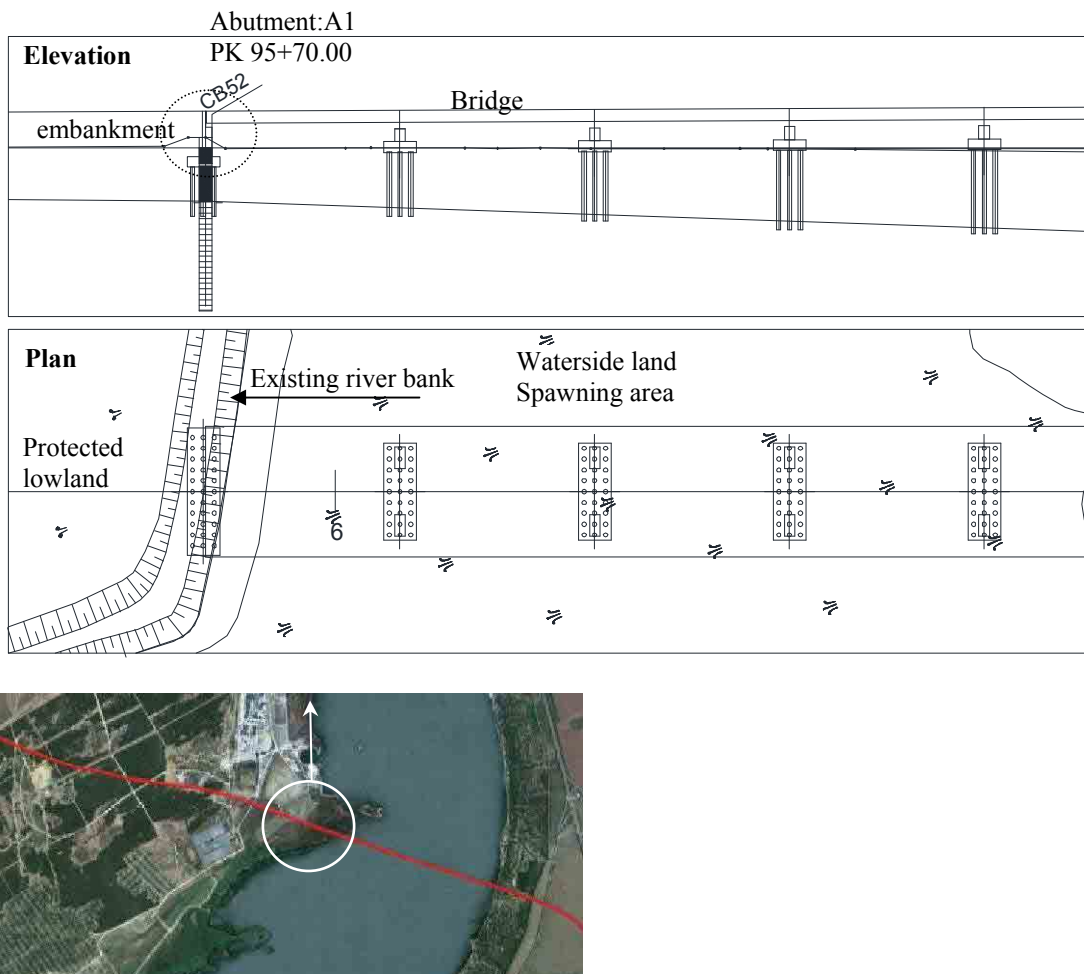 Abutment:A1
PK 95+70.00
Elevation
CB52
Bridge
embankment
Plan
Waterside land
Spawning area
Existing river bank
Protected
lowland
6